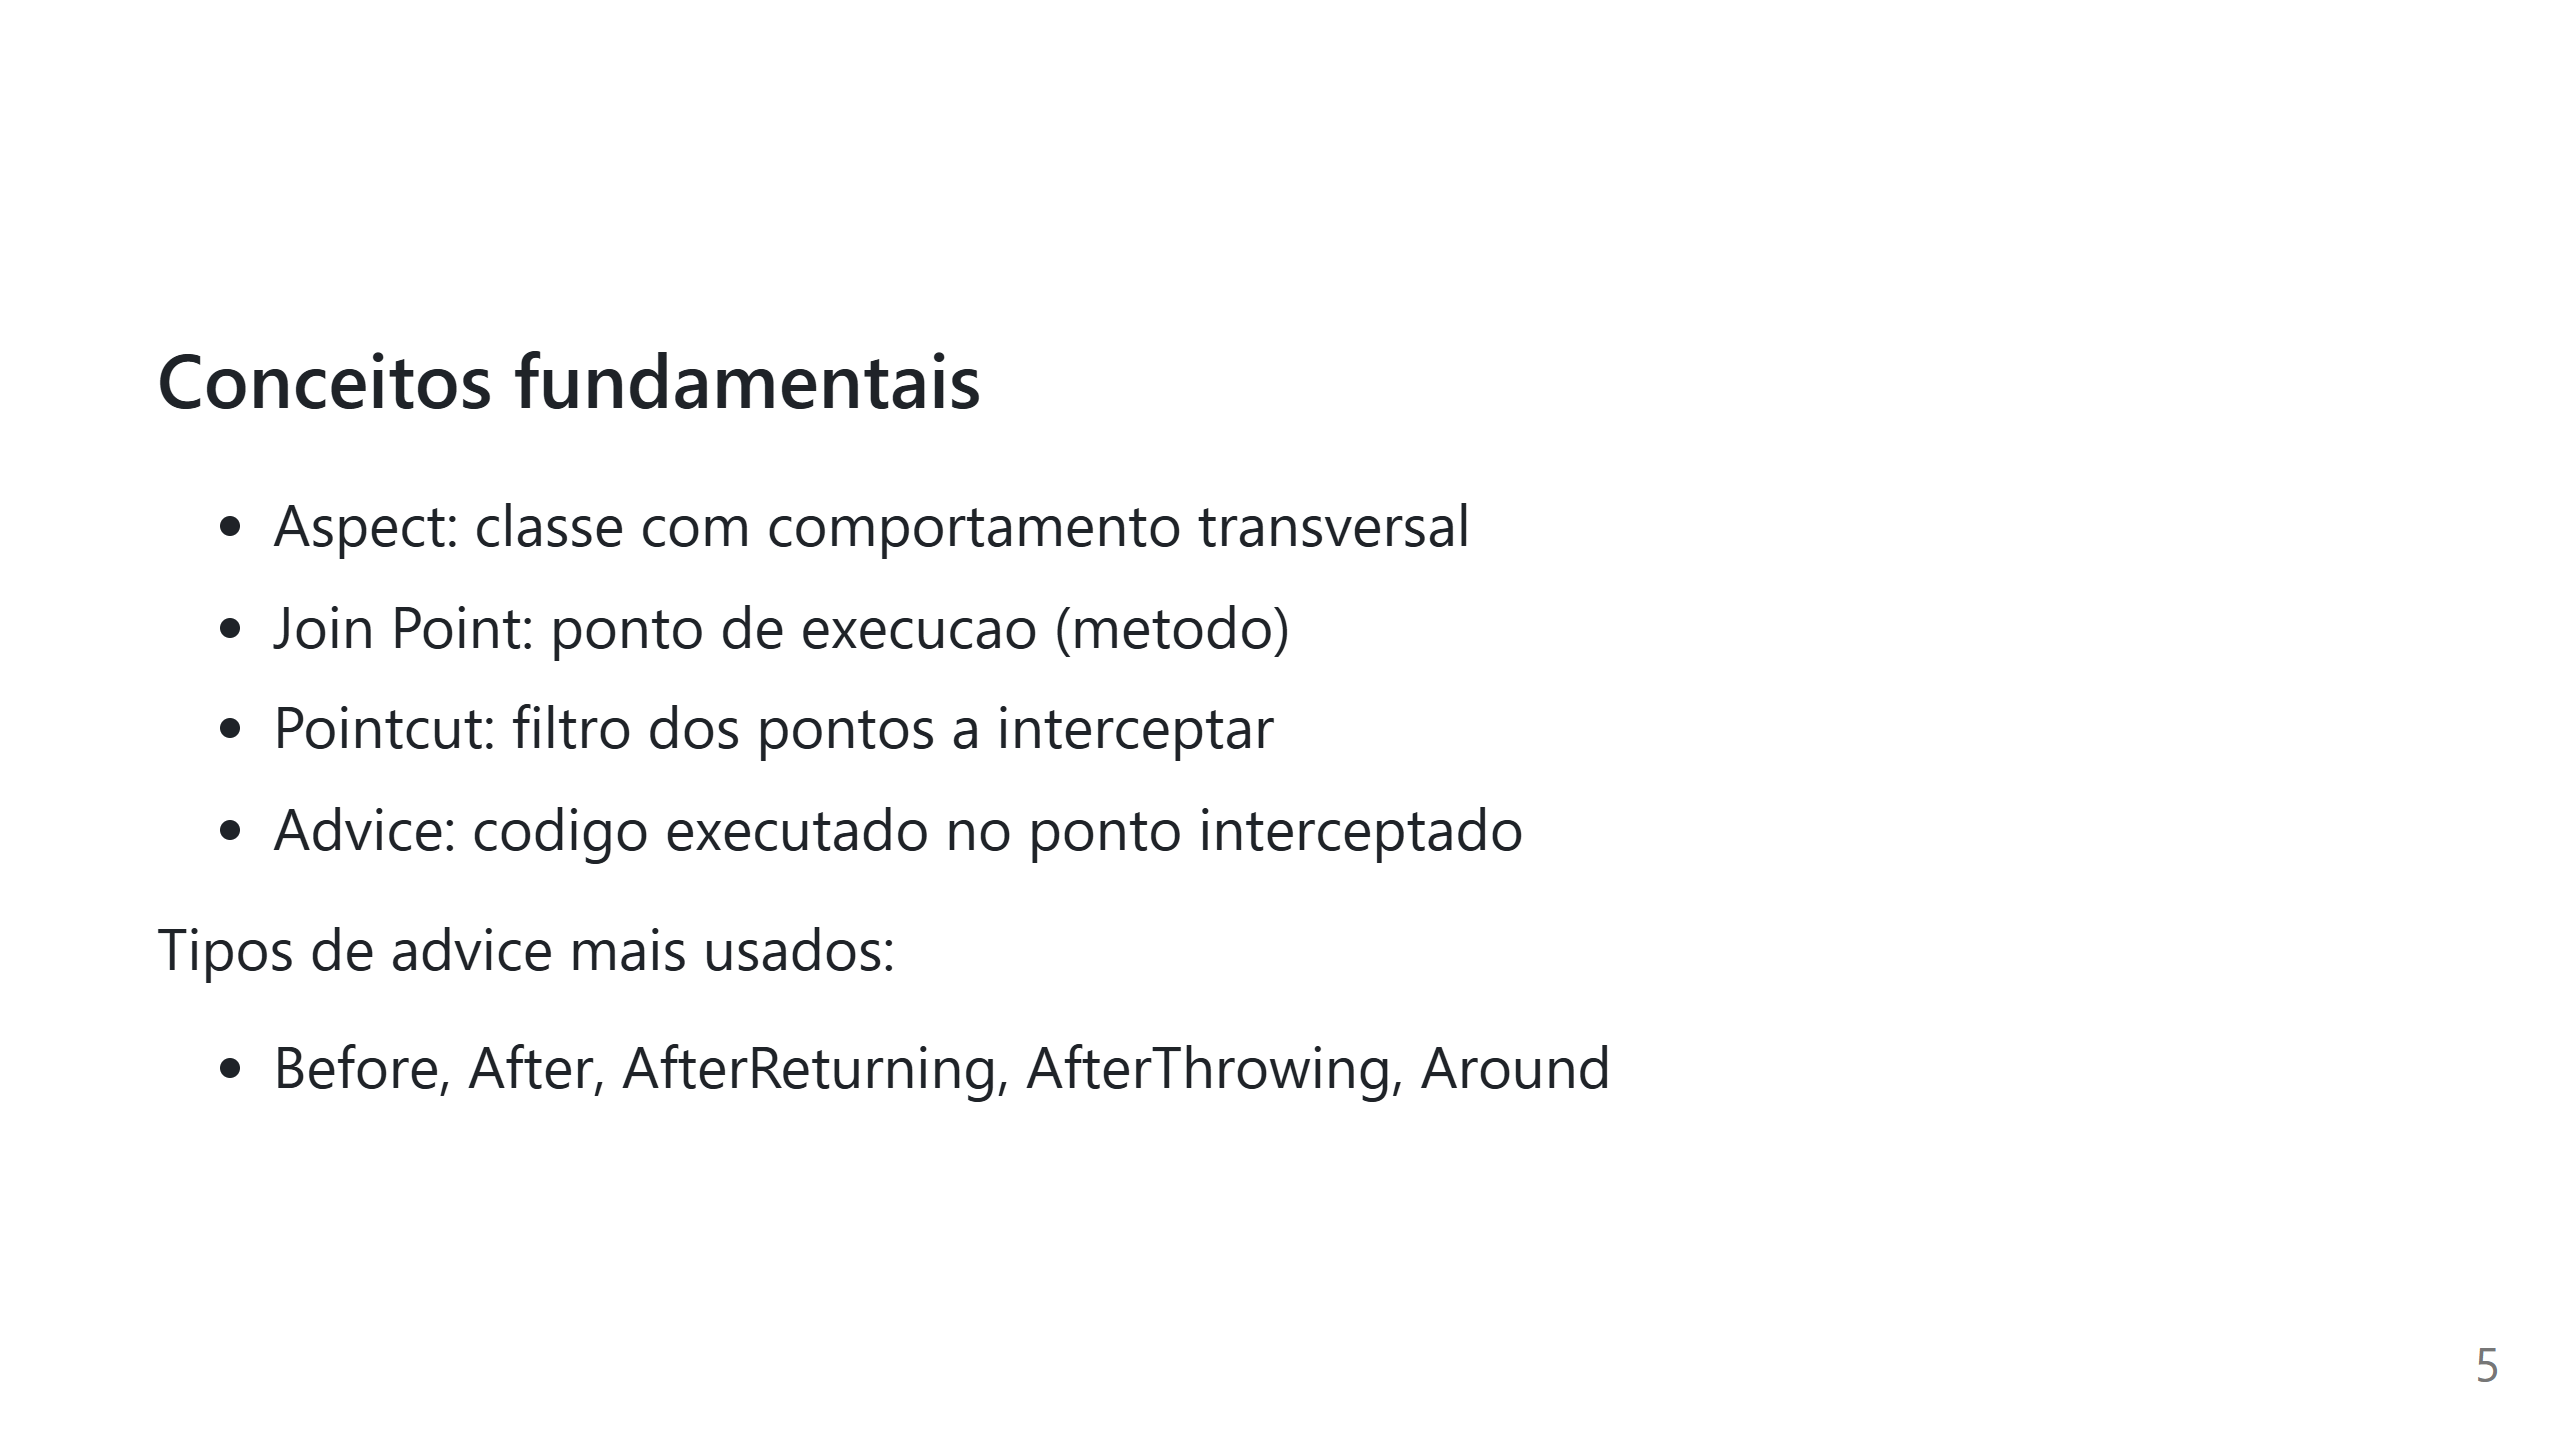 Conceitos fundamentais
• Aspect: classe com comportamento transversal
• Join Point: ponto de execucao (metodo)
• Pointcut: filtro dos pontos a interceptar
• Advice: codigo executado no ponto interceptado
Tipos de advice mais usados:
• Before, After, AfterReturning, AfterThrowing, Around
5